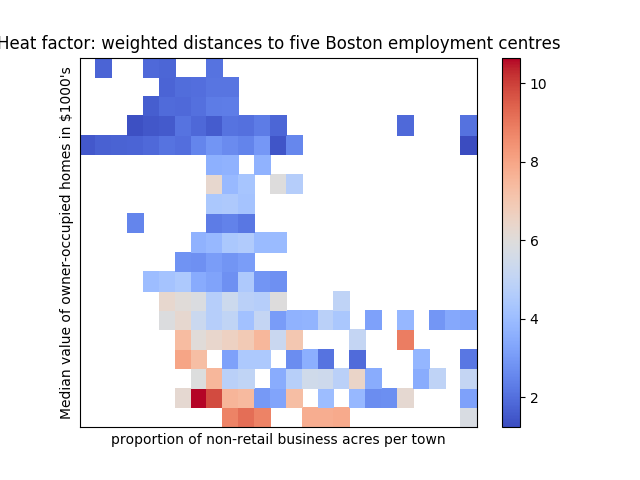 Heat factor: weighted distances to five Boston employment centres
Median value of owner-occupied homes in $1000's
10
8
6
4
2
proportion of non-retail business acres per town